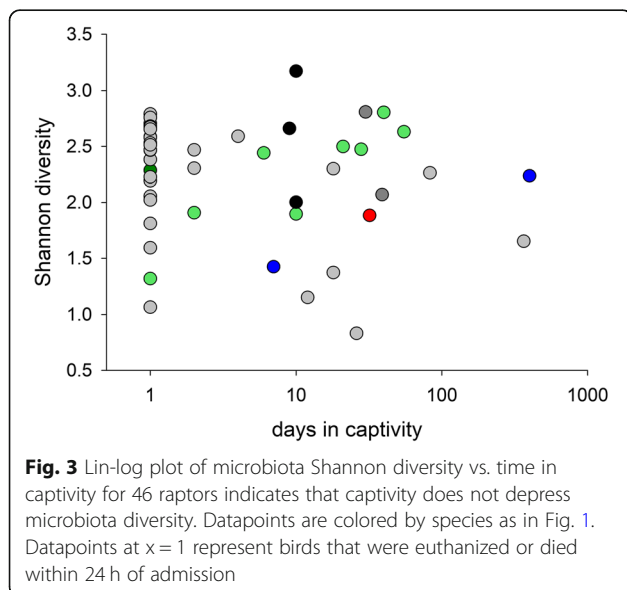 3.5
3.0
2.5
2.0
1.5
1.0
0.5
Shannon diversity
1 10 100 1000
days in captivity
Fig. 3 Lin-log plot of microbiota Shannon diversity vs. time in
captivity for 46 raptors indicates that captivity does not depress
microbiota diversity. Datapoints are colored by species as in Fig. 1.
Datapoints at x = 1 represent birds that were euthanized or died
within 24 h of admission